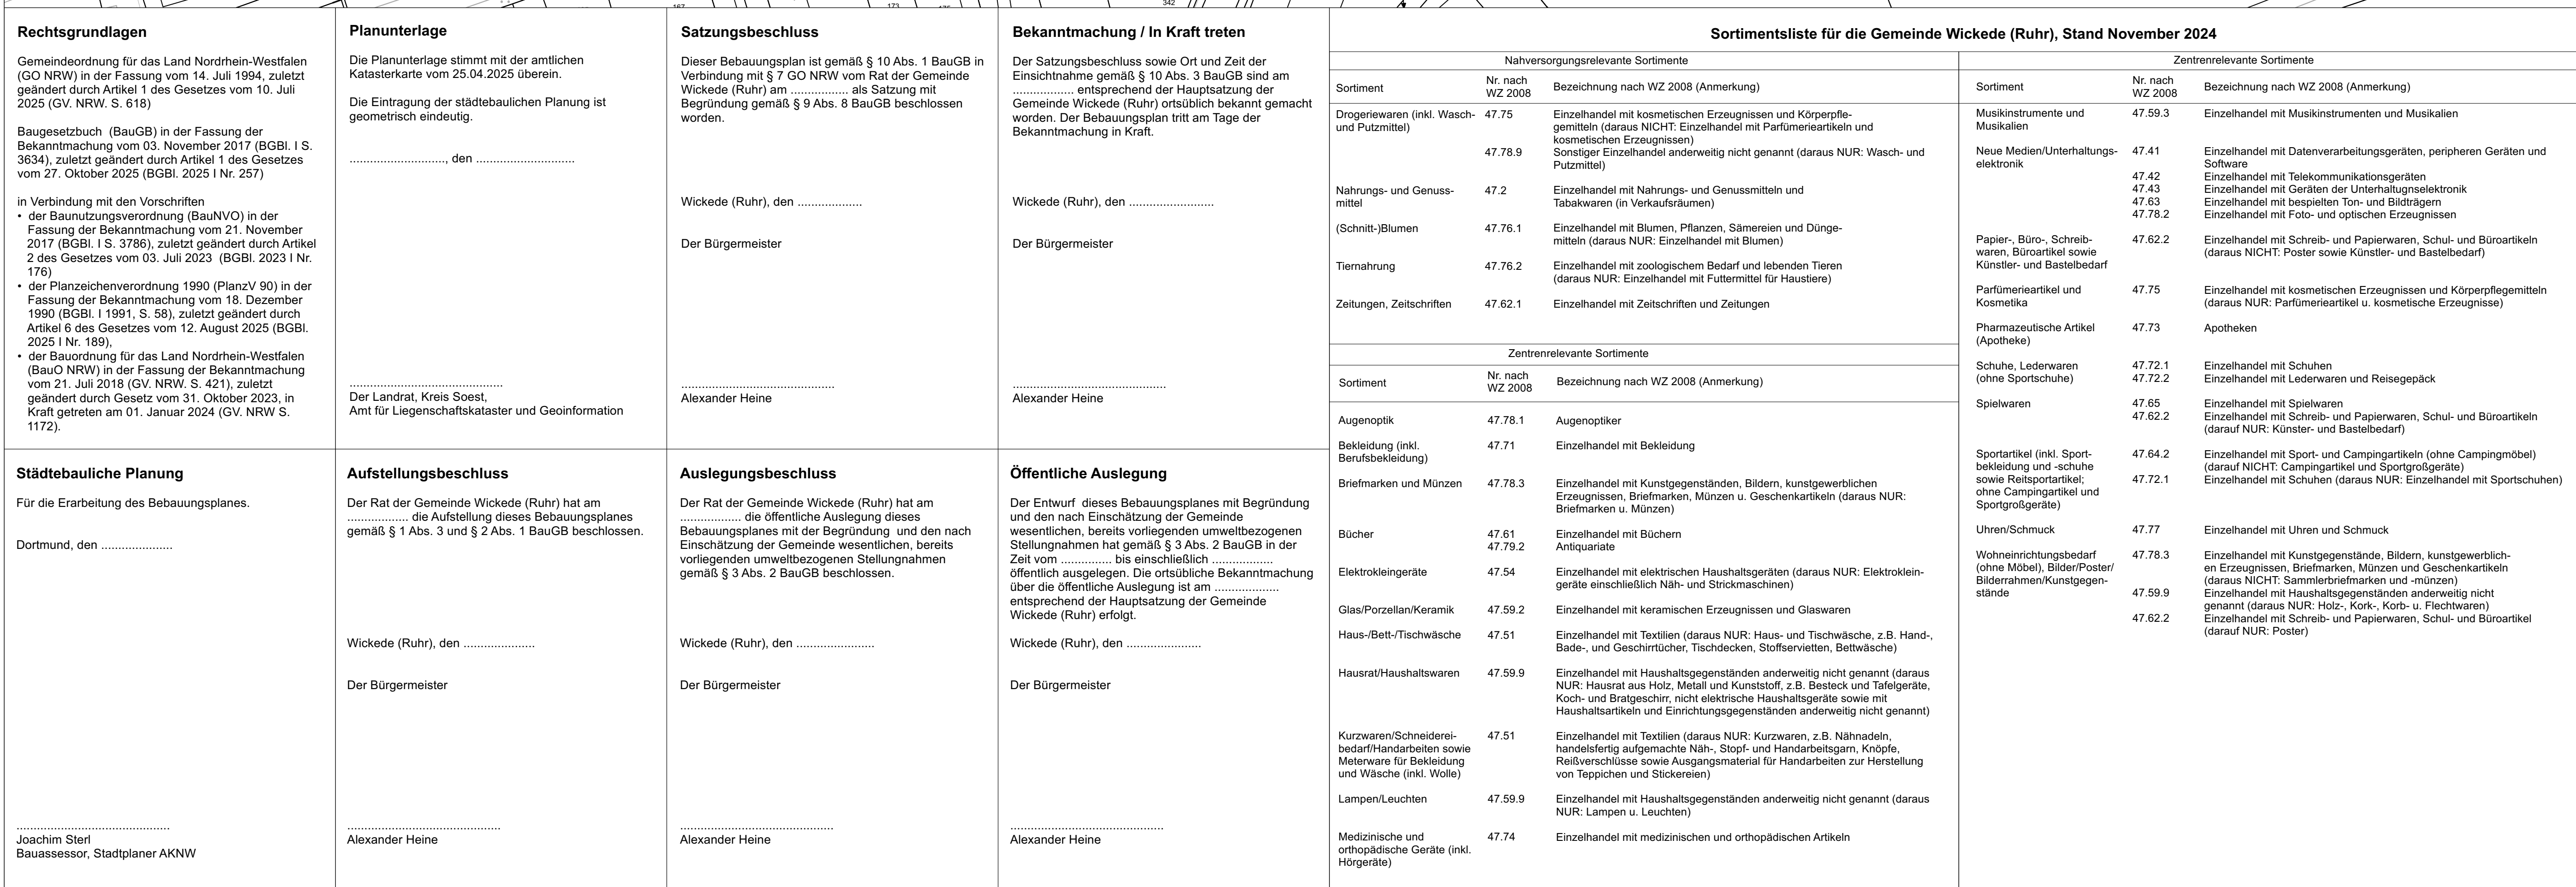 167
173
342
Rechtsgrundlagen
Gemeindeordnung für das Land Nordrhein-Westfalen
(GO NRW) in der Fassung vom 14. Juli 1994, zuletzt
geändert durch Artikel 1 des Gesetzes vom 10. Juli
2025 (GV. NRW. S. 618)
Baugesetzbuch (BauGB) in der Fassung der
Bekanntmachung vom 03. November 2017 (BGBl. I S.
3634), zuletzt geändert durch Artikel 1 des Gesetzes
vom 27. Oktober 2025 (BGBl. 2025 I Nr. 257)
in Verbindung mit den Vorschriften
• der Baunutzungsverordnung (BauNVO) in der
Fassung der Bekanntmachung vom 21. November
2017 (BGBl. I S. 3786), zuletzt geändert durch Artikel
2 des Gesetzes vom 03. Juli 2023 (BGBl. 2023 I Nr.
176)
• der Planzeichenverordnung 1990 (PlanzV 90) in der
Fassung der Bekanntmachung vom 18. Dezember
1990 (BGBl. I 1991, S. 58), zuletzt geändert durch
Artikel 6 des Gesetzes vom 12. August 2025 (BGBl.
2025 I Nr. 189),
• der Bauordnung für das Land Nordrhein-Westfalen
(BauO NRW) in der Fassung der Bekanntmachung
vom 21. Juli 2018 (GV. NRW. S. 421), zuletzt
geändert durch Gesetz vom 31. Oktober 2023, in
Kraft getreten am 01. Januar 2024 (GV. NRW S.
1172).
Planunterlage
Die Planunterlage stimmt mit der amtlichen
Katasterkarte vom 25.04.2025 überein.
Die Eintragung der städtebaulichen Planung ist
geometrisch eindeutig.
............................, den .............................
.............................................
Der Landrat, Kreis Soest,
Amt für Liegenschaftskataster und Geoinformation
Satzungsbeschluss
Dieser Bebauungsplan ist gemäß § 10 Abs. 1 BauGB in
Verbindung mit § 7 GO NRW vom Rat der Gemeinde
Wickede (Ruhr) am ................. als Satzung mit
Begründung gemäß § 9 Abs. 8 BauGB beschlossen
worden.
Wickede (Ruhr), den ...................
Der Bürgermeister
.............................................
Alexander Heine
Bekanntmachung / In Kraft treten
Der Satzungsbeschluss sowie Ort und Zeit der
Einsichtnahme gemäß § 10 Abs. 3 BauGB sind am
................... entsprechend der Hauptsatzung der
Gemeinde Wickede (Ruhr) ortsüblich bekannt gemacht
worden. Der Bebauungsplan tritt am Tage der
Bekanntmachung in Kraft.
Wickede (Ruhr), den .........................
Der Bürgermeister
.............................................
Alexander Heine
Städtebauliche Planung
Für die Erarbeitung des Bebauungsplanes.
Dortmund, den .....................
.............................................
Joachim Sterl
Bauassessor, Stadtplaner AKNW
Aufstellungsbeschluss
Der Rat der Gemeinde Wickede (Ruhr) hat am
.................. die Aufstellung dieses Bebauungsplanes
gemäß § 1 Abs. 3 und § 2 Abs. 1 BauGB beschlossen.
Wickede (Ruhr), den .....................
Der Bürgermeister
.............................................
Alexander Heine
Auslegungsbeschluss
Der Rat der Gemeinde Wickede (Ruhr) hat am
.................. die öffentliche Auslegung dieses
Bebauungsplanes mit der Begründung und den nach
Einschätzung der Gemeinde wesentlichen, bereits
vorliegenden umweltbezogenen Stellungnahmen
gemäß § 3 Abs. 2 BauGB beschlossen.
Wickede (Ruhr), den .......................
Der Bürgermeister
.............................................
Alexander Heine
Öffentliche Auslegung
Der Entwurf dieses Bebauungsplanes mit Begründung
und den nach Einschätzung der Gemeinde
wesentlichen, bereits vorliegenden umweltbezogenen
Stellungnahmen hat gemäß § 3 Abs. 2 BauGB in der
Zeit vom ............... bis einschließlich ..................
öffentlich ausgelegen. Die ortsübliche Bekanntmachung
über die öffentliche Auslegung ist am ...................
entsprechend der Hauptsatzung der Gemeinde
Wickede (Ruhr) erfolgt.
Wickede (Ruhr), den ......................
Der Bürgermeister
.............................................
Alexander Heine
Sortimentsliste für die Gemeinde Wickede (Ruhr), Stand November 2024
Nahversorgungsrelevante Sortimente
Sortiment Nr. nach WZ 2008 Bezeichnung nach WZ 2008 (Anmerkung)
Drogeriewaren (inkl. Wasch- 47.75 Einzelhandel mit kosmetischen Erzeugnissen und Körperpfle-
und Putzmittel) gemitteln (daraus NICHT: Einzelhandel mit Parfümerieartikeln und
kosmetischen Erzeugnissen)
47.78.9 Sonstiger Einzelhandel anderweitig nicht genannt (daraus NUR: Wasch- und
Putzmittel)
Nahrungs- und Genuss- 47.2 Einzelhandel mit Nahrungs- und Genussmitteln und
mittel Tabakwaren (in Verkaufsräumen)
(Schnitt-)Blumen 47.76.1 Einzelhandel mit Blumen, Pflanzen, Sämereien und Dünge-
mitteln (daraus NUR: Einzelhandel mit Blumen)
Tiernahrung 47.76.2 Einzelhandel mit zoologischem Bedarf und lebenden Tieren
(daraus NUR: Einzelhandel mit Futtermittel für Haustiere)
Zeitungen, Zeitschriften 47.62.1 Einzelhandel mit Zeitschriften und Zeitungen
Zentrenrelevante Sortimente
Sortiment Nr. nach WZ 2008 Bezeichnung nach WZ 2008 (Anmerkung)
Augenoptik 47.78.1 Augenoptiker
Bekleidung (inkl. 47.71 Einzelhandel mit Bekleidung
Berufsbekleidung)
Briefmarken und Münzen 47.78.3 Einzelhandel mit Kunstgegenständen, Bildern, kunstgewerblichen
Erzeugnissen, Briefmarken, Münzen u. Geschenkartikeln (daraus NUR:
Briefmarken u. Münzen)
Bücher 47.61 Einzelhandel mit Büchern
47.79.2 Antiquariate
Elektrokleingeräte 47.54 Einzelhandel mit elektrischen Haushaltsgeräten (daraus NUR: Elektroklein-
geräte einschließlich Näh- und Strickmaschinen)
Glas/Porzellan/Keramik 47.59.2 Einzelhandel mit keramischen Erzeugnissen und Glaswaren
Haus-/Bett-/Tischwäsche 47.51 Einzelhandel mit Textilien (daraus NUR: Haus- und Tischwäsche, z.B. Hand-,
Bade-, und Geschirrtücher, Tischdecken, Stoffservietten, Bettwäsche)
Hausrat/Haushaltswaren 47.59.9 Einzelhandel mit Haushaltsgegenständen anderweitig nicht genannt (daraus
NUR: Hausrat aus Holz, Metall und Kunststoff, z.B. Besteck und Tafelgeräte,
Koch- und Bratgeschirr, nicht elektrische Haushaltsgeräte sowie mit
Haushaltsartikeln und Einrichtungsgegenständen anderweitig nicht genannt)
Kurzwaren/Schneiderei- 47.51 Einzelhandel mit Textilien (daraus NUR: Kurzwaren, z.B. Nähnadeln,
bedarf/Handarbeiten sowie handelsfertig aufgemachte Näh-, Stopf- und Handarbeitsgarn, Knöpfe,
Meterware für Bekleidung Reißverschlüsse sowie Ausgangsmaterial für Handarbeiten zur Herstellung
und Wäsche (inkl. Wolle) von Teppichen und Stickereien)
Lampen/Leuchten 47.59.9 Einzelhandel mit Haushaltsgegenständen anderweitig nicht genannt (daraus
NUR: Lampen u. Leuchten)
Medizinische und 47.74 Einzelhandel mit medizinischen und orthopädischen Artikeln
orthopädische Geräte (inkl.
Hörgeräte)
Zentrenrelevante Sortimente
Sortiment Nr. nach WZ 2008 Bezeichnung nach WZ 2008 (Anmerkung)
Musikinstrumente und 47.59.3 Einzelhandel mit Musikinstrumenten und Musikalien
Musikalien
Neue Medien/Unterhaltungs- 47.41 Einzelhandel mit Datenverarbeitungsgeräten, peripheren Geräten und
elektronik Software
47.42 Einzelhandel mit Telekommunikationsgeräten
47.43 Einzelhandel mit Geräten der Unterhaltugnselektronik
47.63 Einzelhandel mit bespielten Ton- und Bildträgern
47.78.2 Einzelhandel mit Foto- und optischen Erzeugnissen
Papier-, Büro-, Schreib- 47.62.2 Einzelhandel mit Schreib- und Papierwaren, Schul- und Büroartikeln
waren, Büroartikel sowie (daraus NICHT: Poster sowie Künstler- und Bastelbedarf)
Künstler- und Bastelbedarf
Parfümerieartikel und 47.75 Einzelhandel mit kosmetischen Erzeugnissen und Körperpflegemitteln
Kosmetika (daraus NUR: Parfümerieartikel u. kosmetische Erzeugnisse)
Pharmazeutische Artikel 47.73 Apotheken
(Apotheke)
Schuhe, Lederwaren 47.72.1 Einzelhandel mit Schuhen
(ohne Sportschuhe) 47.72.2 Einzelhandel mit Lederwaren und Reisegepäck
Spielwaren 47.65 Einzelhandel mit Spielwaren
47.62.2 Einzelhandel mit Schreib- und Papierwaren, Schul- und Büroartikeln
(darauf NUR: Künster- und Bastelbedarf)
Sportartikel (inkl. Sport- 47.64.2 Einzelhandel mit Sport- und Campingartikeln (ohne Campingmöbel)
bekleidung und -schuhe (darauf NICHT: Campingartikel und Sportgroßgeräte)
sowie Reitsportartikel; 47.72.1 Einzelhandel mit Schuhen (daraus NUR: Einzelhandel mit Sportschuhen)
ohne Campingartikel und
Sportgroßgeräte)
Uhren/Schmuck 47.77 Einzelhandel mit Uhren und Schmuck
Wohneinrichtungsbedarf 47.78.3 Einzelhandel mit Kunstgegenstände, Bildern, kunstgewerblich-
(ohne Möbel), Bilder/Poster/ en Erzeugnissen, Briefmarken, Münzen und Geschenkartikeln
Bilderrahmen/Kunstgegen- (daraus NICHT: Sammlerbriefmarken und -münzen)
stände 47.59.9 Einzelhandel mit Haushaltsgegenständen anderweitig nicht
genannt (daraus NUR: Holz-, Kork-, Korb- u. Flechtwaren)
47.62.2 Einzelhandel mit Schreib- und Papierwaren, Schul- und Büroartikel
(darauf NUR: Poster)